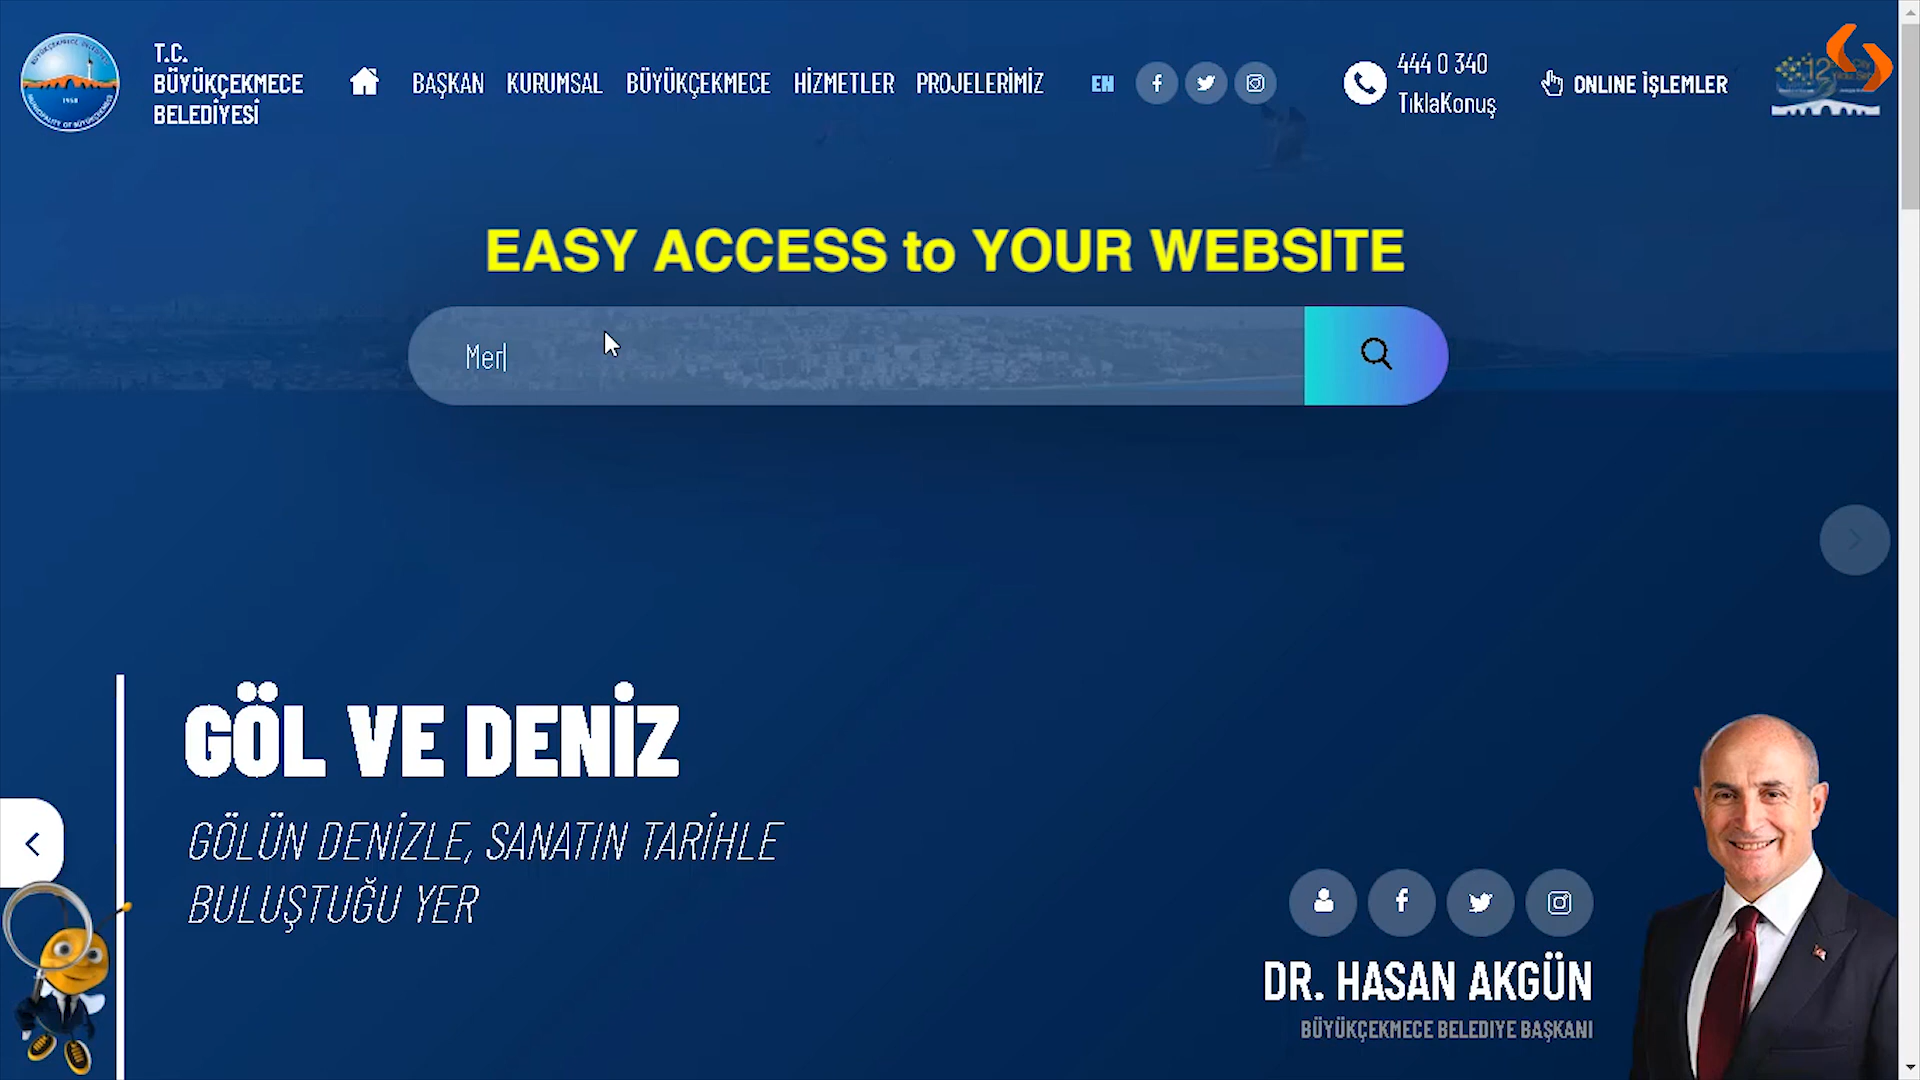 T.C.
BÜYÜKÇEKMECE
BELEDİYESİ
BAŞKAN
KURUMSAL
BÜYÜKÇEKMECE
HİZMETLER
PROJELERİMİZ
EN
444 0 340
TıklaKonuş
ONLINE İŞLEMLER
EASY ACCESS to YOUR WEBSITE
Mer
GÖL VE DENİZ
GÖLÜN DENİZLE, SANATIN TARİHLE
BULUŞTUĞU YER
DR. HASAN AKGÜN
BÜYÜKÇEKMECE BELEDIYE BAŞKANI